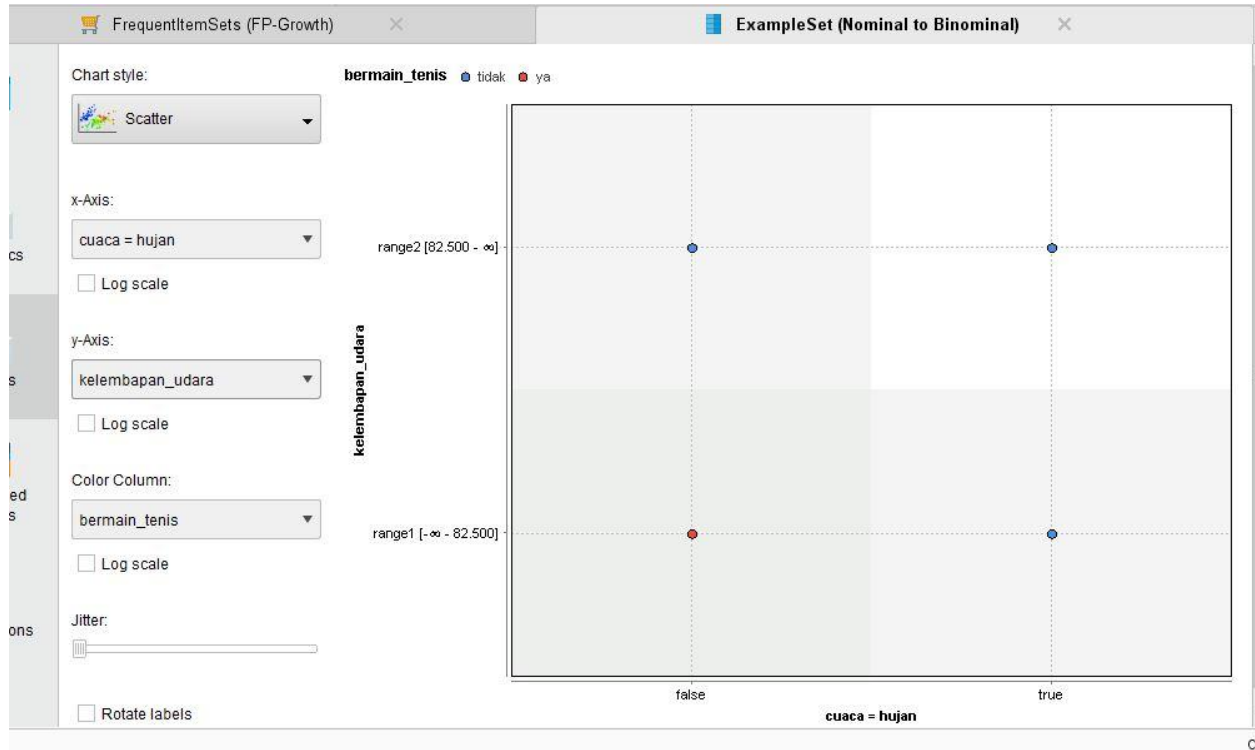 FrequentItemSets (FP-Growth)
ExampleSet (Nominal to Binominal)
Chart style:
Scatter
x-Axis:
cuaca = hujan
Log scale
y-Axis:
kelembapan_udara
Log scale
Color Column:
bermain_tenis
Log scale
Jitter:
Rotate labels
cs
s
ed
s
ons
bermain_tenis tidak ya
range2 [82.500 - ∞]
kelembapan_udara
range1 [-∞ - 82.500]
false true
cuaca = hujan